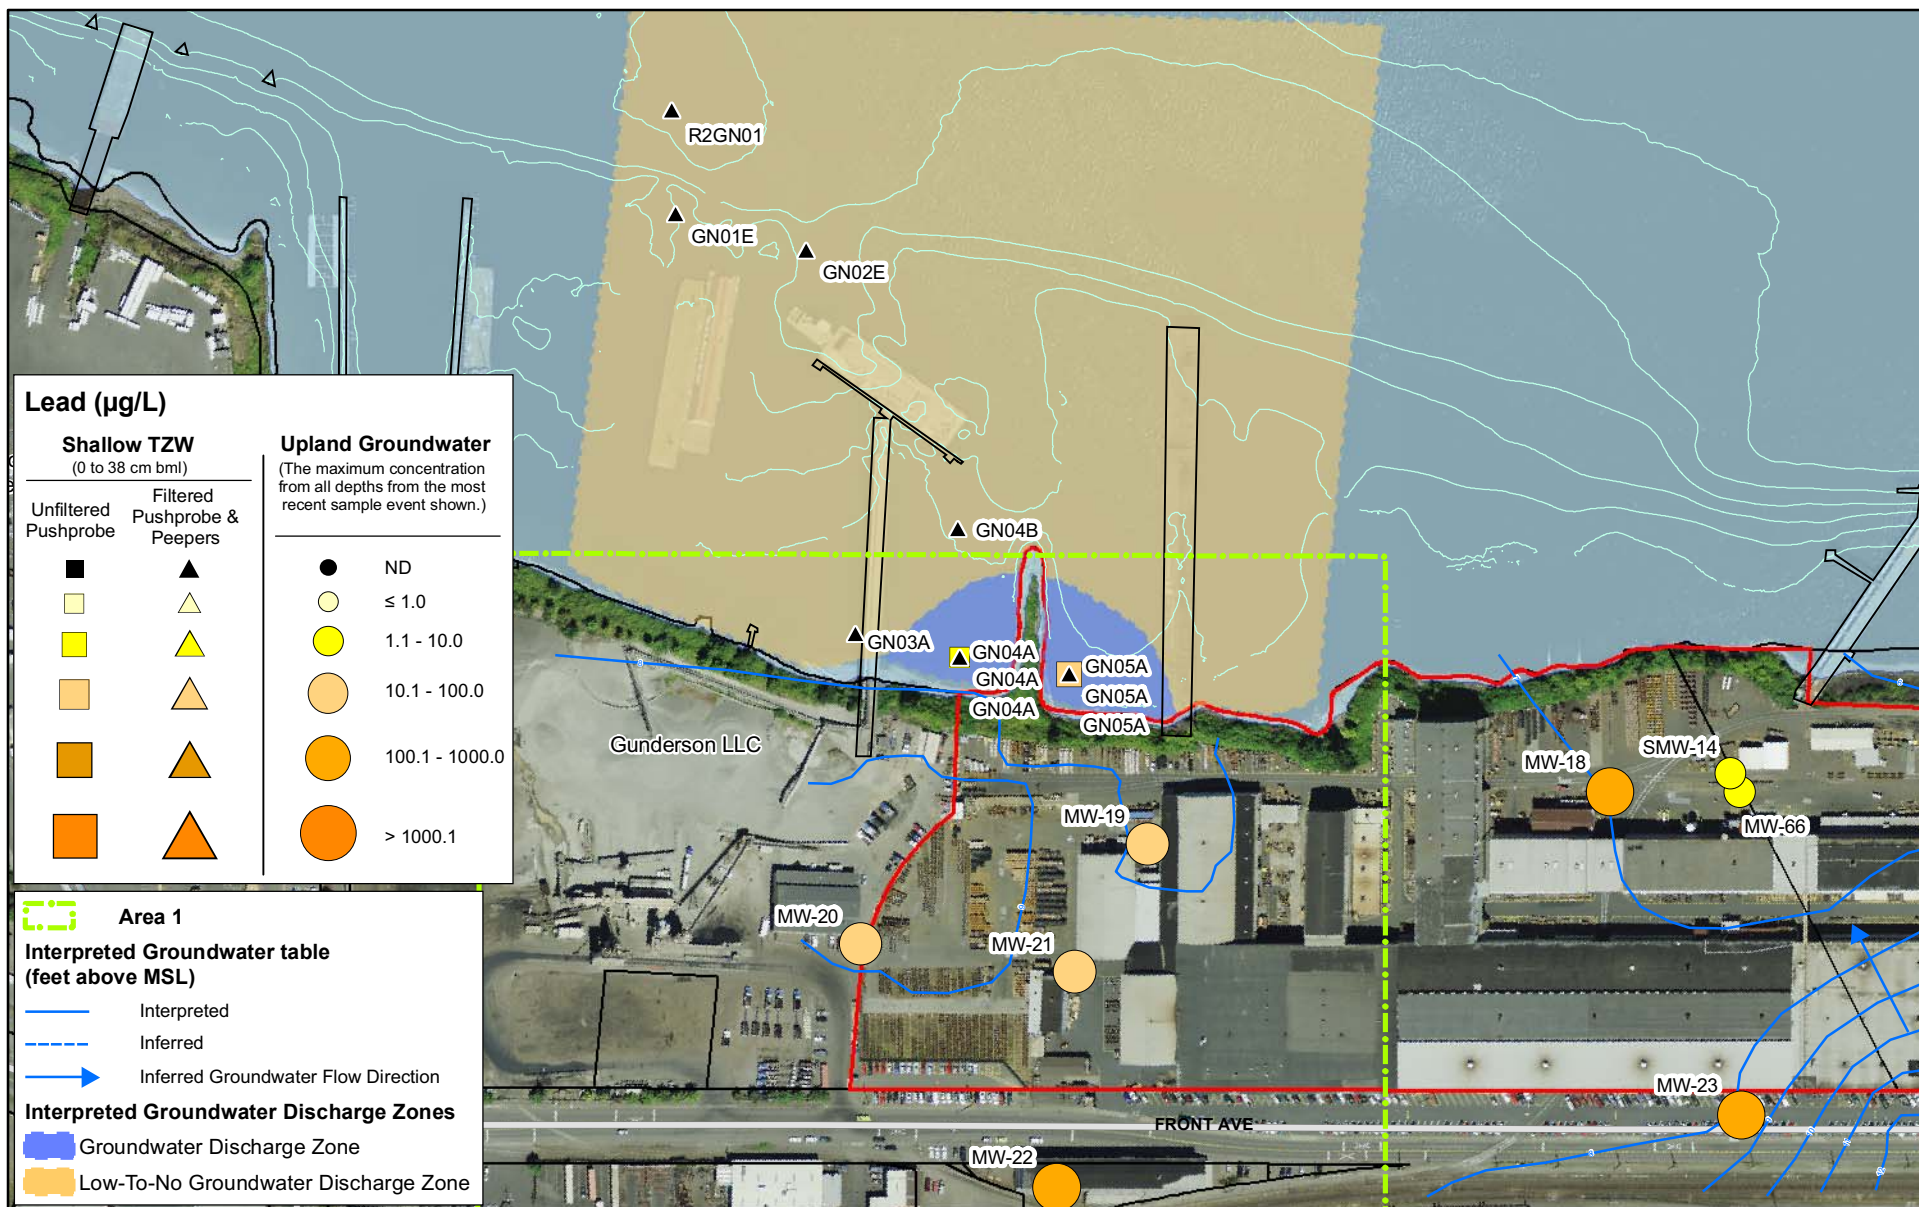 R2GN01
GN01E
GN02E
GN04B
GN03A
GN04A
GN04A
GN04A
GN05A
GN05A
GN05A
Gunderson LLC
MW-18
SMW-14
MW-66
MW-19
MW-20
MW-21
MW-23
MW-22
FRONT AVE
Lead (µg/L)
Shallow TZW
(0 to 38 cm bml)
Unfiltered
Pushprobe
Filtered
Pushprobe &
Peepers
Upland Groundwater
(The maximum concentration
from all depths from the most
recent sample event shown.)
ND
≤ 1.0
1.1 - 10.0
10.1 - 100.0
100.1 - 1000.0
> 1000.1
Area 1
Interpreted Groundwater table
(feet above MSL)
Interpreted
Inferred
Inferred Groundwater Flow Direction
Interpreted Groundwater Discharge Zones
Groundwater Discharge Zone
Low-To-No Groundwater Discharge Zone